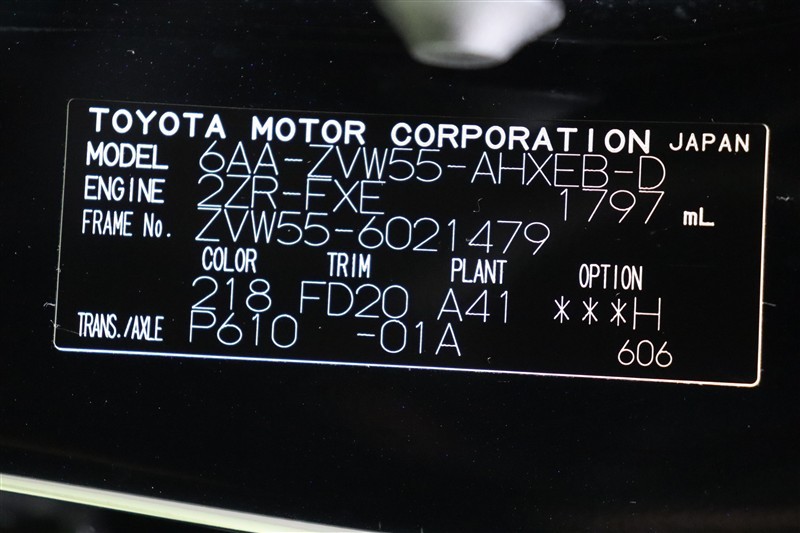 TOYOTA MOTOR CORPORATION JAPAN
MODEL 6AA-ZVW55-AHXEB-D
ENGINE 2ZR-FXE 1797 mL
FRAME No. ZVW55-6021479
COLOR TRIM PLANT OPTION
218 FD20 A41 ***H
TRANS./AXLE P610 -01A 606